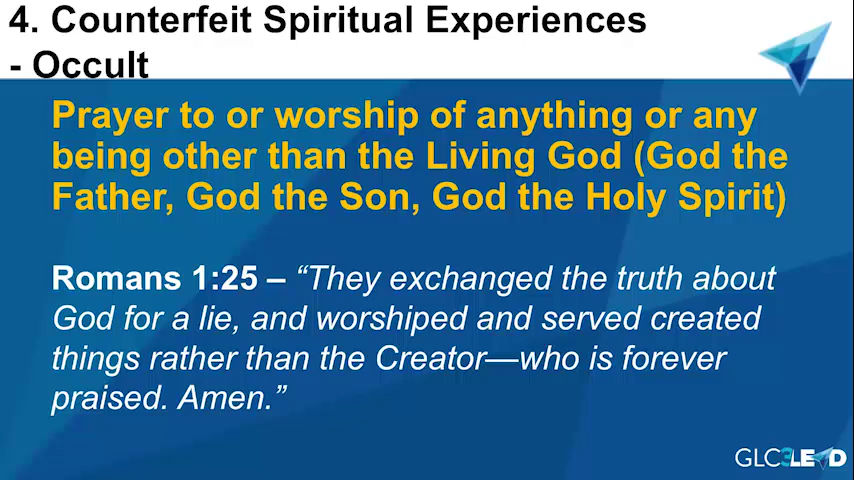 4. Counterfeit Spiritual Experiences
- Occult
Prayer to or worship of anything or any
being other than the Living God (God the
Father, God the Son, God the Holy Spirit)
Romans 1:25 – “They exchanged the truth about
God for a lie, and worshiped and served created
things rather than the Creator—who is forever
praised. Amen.”
GLC3LEAD